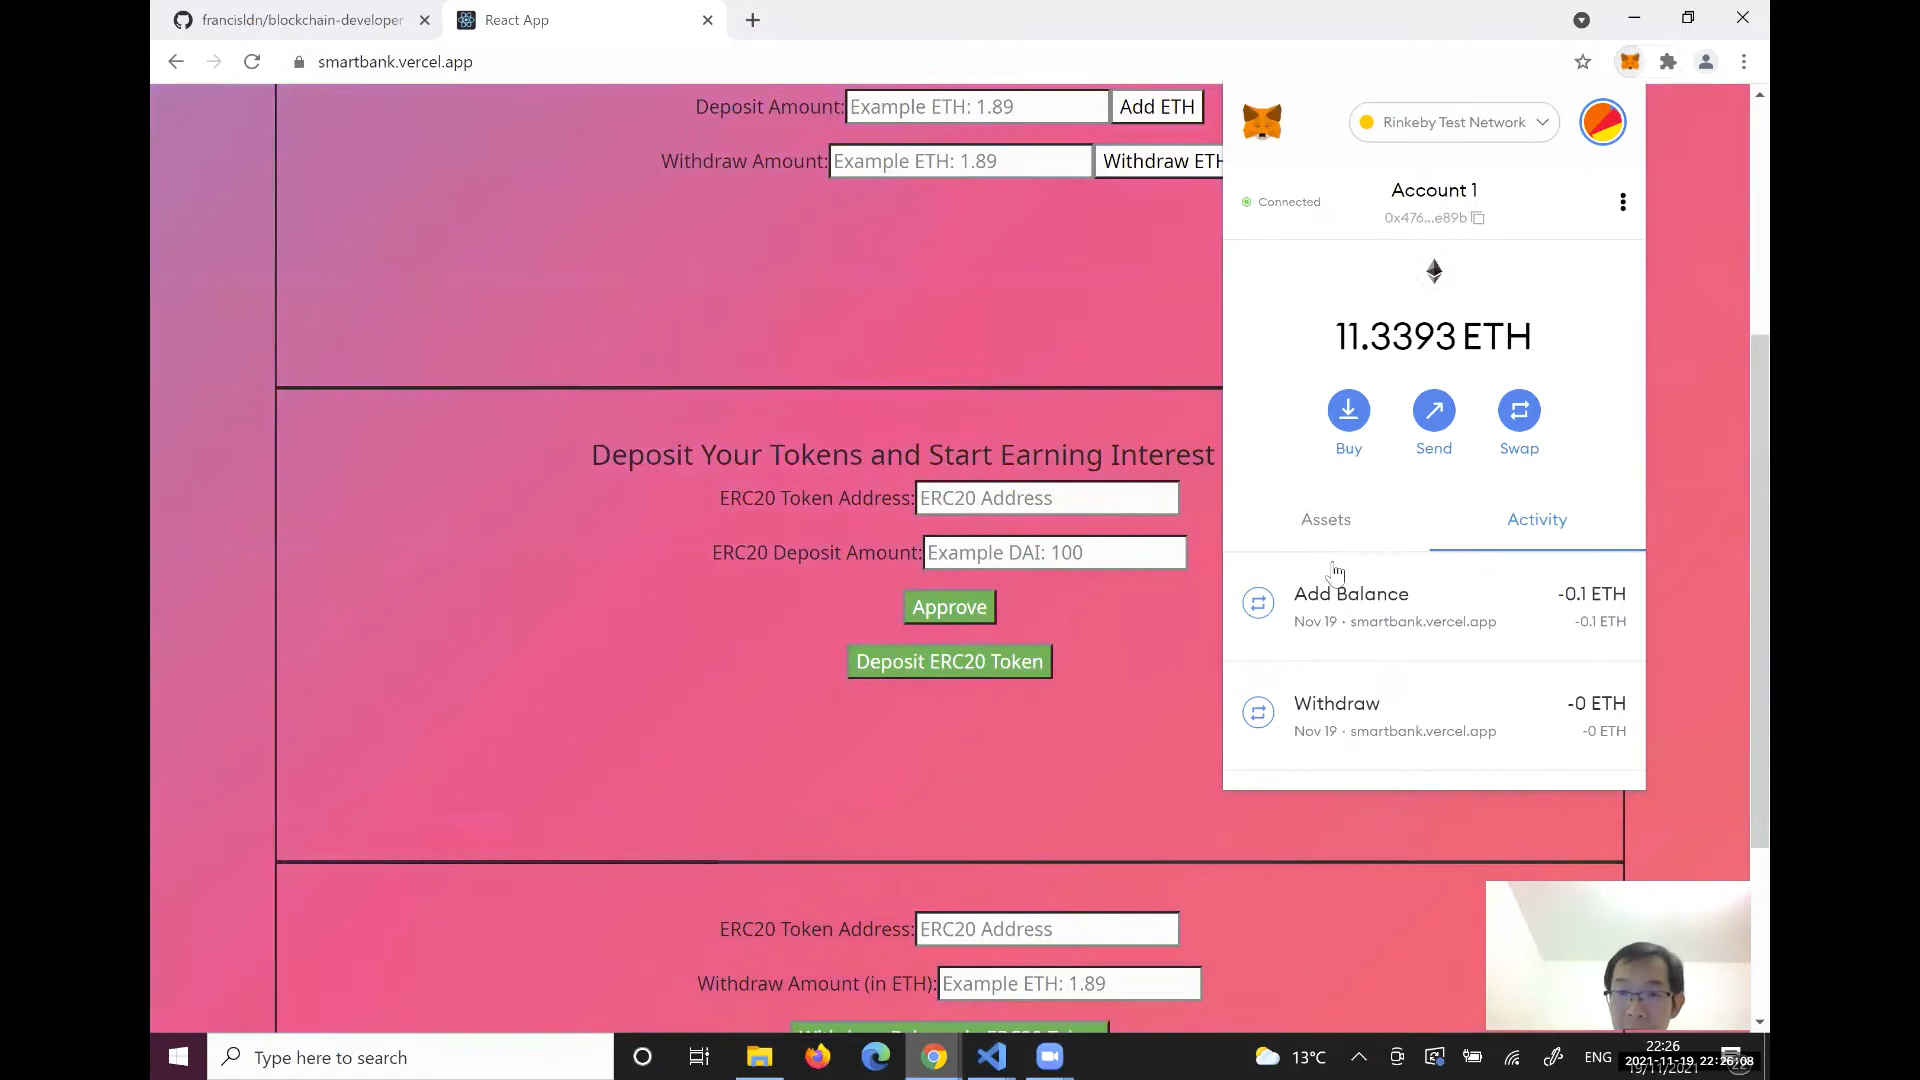 francisldn/blockchain-developer
React App
smartbank.vercel.app
Deposit Amount:
Example ETH: 1.89
Add ETH
Withdraw Amount:
Example ETH: 1.89
Withdraw ETH
Rinkeby Test Network
Connected
Account 1
0x476...e89b
11.3393 ETH
Buy
Send
Swap
Assets
Activity
Add Balance
-0.1 ETH
Nov 19 · smartbank.vercel.app
-0.1 ETH
Withdraw
-0 ETH
Nov 19 · smartbank.vercel.app
-0 ETH
Deposit Your Tokens and Start Earning Interest
ERC20 Token Address:
ERC20 Address
ERC20 Deposit Amount:
Example DAI: 100
Approve
Deposit ERC20 Token
ERC20 Token Address:
ERC20 Address
Withdraw Amount (in ETH):
Example ETH: 1.89
Type here to search
13°C
ENG
22:26
2021-11-19, 22:26:08
19/11/2021